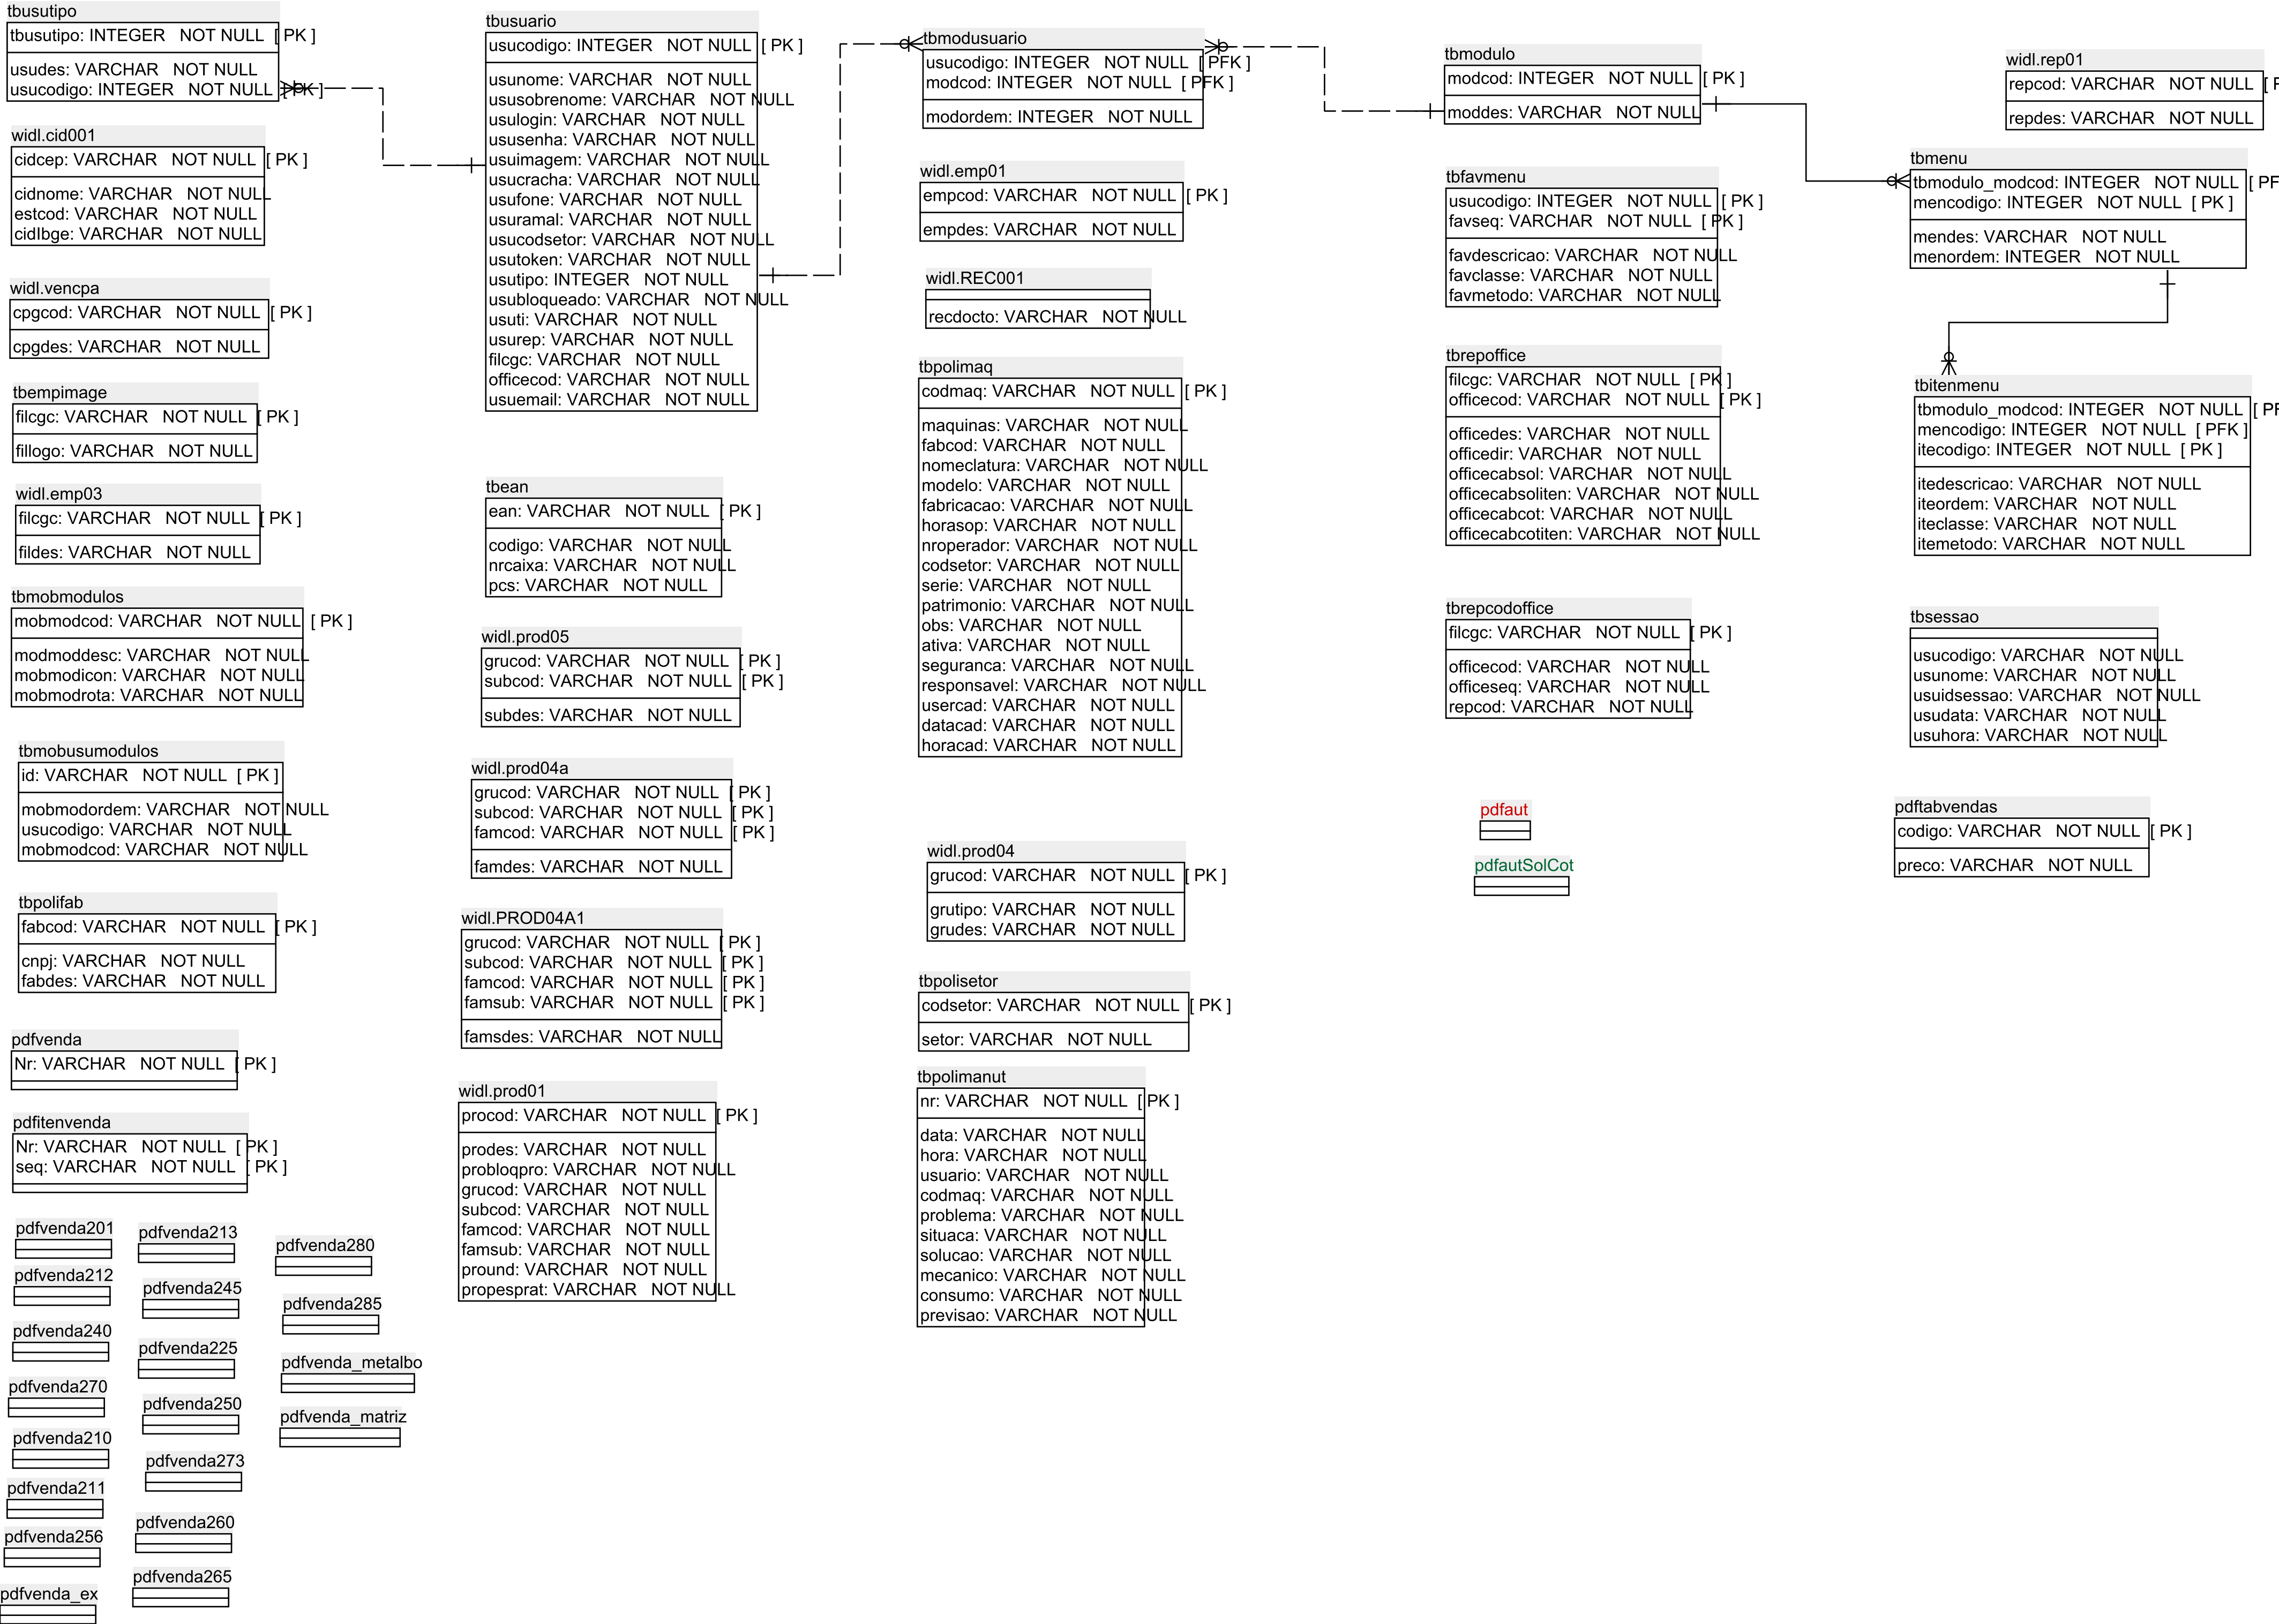 tbusutipo
tbusutipo: INTEGER   NOT NULL  [ PK ]
usudes: VARCHAR   NOT NULL
usucodigo: INTEGER   NOT NULL  [ FK ]
widl.cid001
cidcep: VARCHAR   NOT NULL  [ PK ]
cidnome: VARCHAR   NOT NULL
estcod: VARCHAR   NOT NULL
cidIbge: VARCHAR   NOT NULL
widl.vencpa
cpgcod: VARCHAR   NOT NULL  [ PK ]
cpgdes: VARCHAR   NOT NULL
tbempimage
filcgc: VARCHAR   NOT NULL  [ PK ]
fillogo: VARCHAR   NOT NULL
widl.emp03
filcgc: VARCHAR   NOT NULL  [ PK ]
fildes: VARCHAR   NOT NULL
tbmobmodulos
mobmodcod: VARCHAR   NOT NULL  [ PK ]
modmoddesc: VARCHAR   NOT NULL
mobmodicon: VARCHAR   NOT NULL
mobmodrota: VARCHAR   NOT NULL
tbmobusumodulos
id: VARCHAR   NOT NULL  [ PK ]
mobmodordem: VARCHAR   NOT NULL
usucodigo: VARCHAR   NOT NULL
mobmodcod: VARCHAR   NOT NULL
tbpolifab
fabcod: VARCHAR   NOT NULL  [ PK ]
cnpj: VARCHAR   NOT NULL
fabdes: VARCHAR   NOT NULL
pdfvenda
Nr: VARCHAR   NOT NULL  [ PK ]
pdfitenvenda
Nr: VARCHAR   NOT NULL  [ PK ]
seq: VARCHAR   NOT NULL  [ PK ]
pdfvenda201
pdfvenda212
pdfvenda240
pdfvenda270
pdfvenda210
pdfvenda211
pdfvenda256
pdfvenda_ex
pdfvenda213
pdfvenda245
pdfvenda225
pdfvenda250
pdfvenda273
pdfvenda260
pdfvenda265
pdfvenda280
pdfvenda285
pdfvenda_metalbo
pdfvenda_matriz
tbusuario
usucodigo: INTEGER   NOT NULL  [ PK ]
usunome: VARCHAR   NOT NULL
ususobrenome: VARCHAR   NOT NULL
usulogin: VARCHAR   NOT NULL
ususenha: VARCHAR   NOT NULL
usuimagem: VARCHAR   NOT NULL
usucracha: VARCHAR   NOT NULL
usufone: VARCHAR   NOT NULL
usuramal: VARCHAR   NOT NULL
usucodsetor: VARCHAR   NOT NULL
usutoken: VARCHAR   NOT NULL
usutipo: INTEGER   NOT NULL
usubloqueado: VARCHAR   NOT NULL
usuti: VARCHAR   NOT NULL
usurep: VARCHAR   NOT NULL
filcgc: VARCHAR   NOT NULL
officecod: VARCHAR   NOT NULL
usuemail: VARCHAR   NOT NULL
tbean
ean: VARCHAR   NOT NULL  [ PK ]
codigo: VARCHAR   NOT NULL
nrcaixa: VARCHAR   NOT NULL
pcs: VARCHAR   NOT NULL
widl.prod05
grucod: VARCHAR   NOT NULL  [ PK ]
subcod: VARCHAR   NOT NULL  [ PK ]
subdes: VARCHAR   NOT NULL
widl.prod04a
grucod: VARCHAR   NOT NULL  [ PK ]
subcod: VARCHAR   NOT NULL  [ PK ]
famcod: VARCHAR   NOT NULL  [ PK ]
famdes: VARCHAR   NOT NULL
widl.PROD04A1
grucod: VARCHAR   NOT NULL  [ PK ]
subcod: VARCHAR   NOT NULL  [ PK ]
famcod: VARCHAR   NOT NULL  [ PK ]
famsub: VARCHAR   NOT NULL  [ PK ]
famsdes: VARCHAR   NOT NULL
widl.prod01
procod: VARCHAR   NOT NULL  [ PK ]
prodes: VARCHAR   NOT NULL
probloqpro: VARCHAR   NOT NULL
grucod: VARCHAR   NOT NULL
subcod: VARCHAR   NOT NULL
famcod: VARCHAR   NOT NULL
famsub: VARCHAR   NOT NULL
pround: VARCHAR   NOT NULL
propesprat: VARCHAR   NOT NULL
tbmodusuario
usucodigo: INTEGER   NOT NULL  [ PFK ]
modcod: INTEGER   NOT NULL  [ PFK ]
modordem: INTEGER   NOT NULL
widl.emp01
empcod: VARCHAR   NOT NULL  [ PK ]
empdes: VARCHAR   NOT NULL
widl.REC001
recdocto: VARCHAR   NOT NULL
tbpolimaq
codmaq: VARCHAR   NOT NULL  [ PK ]
maquinas: VARCHAR   NOT NULL
fabcod: VARCHAR   NOT NULL
nomeclatura: VARCHAR   NOT NULL
modelo: VARCHAR   NOT NULL
fabricacao: VARCHAR   NOT NULL
horasop: VARCHAR   NOT NULL
nroperador: VARCHAR   NOT NULL
codsetor: VARCHAR   NOT NULL
serie: VARCHAR   NOT NULL
patrimonio: VARCHAR   NOT NULL
obs: VARCHAR   NOT NULL
ativa: VARCHAR   NOT NULL
seguranca: VARCHAR   NOT NULL
responsavel: VARCHAR   NOT NULL
usercad: VARCHAR   NOT NULL
datacad: VARCHAR   NOT NULL
horacad: VARCHAR   NOT NULL
widl.prod04
grucod: VARCHAR   NOT NULL  [ PK ]
grutipo: VARCHAR   NOT NULL
grudes: VARCHAR   NOT NULL
tbpolisetor
codsetor: VARCHAR   NOT NULL  [ PK ]
setor: VARCHAR   NOT NULL
tbpolimanut
nr: VARCHAR   NOT NULL  [ PK ]
data: VARCHAR   NOT NULL
hora: VARCHAR   NOT NULL
usuario: VARCHAR   NOT NULL
codmaq: VARCHAR   NOT NULL
problema: VARCHAR   NOT NULL
situaca: VARCHAR   NOT NULL
solucao: VARCHAR   NOT NULL
mecanico: VARCHAR   NOT NULL
consumo: VARCHAR   NOT NULL
previsao: VARCHAR   NOT NULL
tbmodulo
modcod: INTEGER   NOT NULL  [ PK ]
moddes: VARCHAR   NOT NULL
tbfavmenu
usucodigo: INTEGER   NOT NULL  [ PK ]
favseq: VARCHAR   NOT NULL  [ PK ]
favdescricao: VARCHAR   NOT NULL
favclasse: VARCHAR   NOT NULL
favmetodo: VARCHAR   NOT NULL
tbrepoffice
filcgc: VARCHAR   NOT NULL  [ PK ]
officecod: VARCHAR   NOT NULL  [ PK ]
officedes: VARCHAR   NOT NULL
officedir: VARCHAR   NOT NULL
officecabsol: VARCHAR   NOT NULL
officecabsoliten: VARCHAR   NOT NULL
officecabcot: VARCHAR   NOT NULL
officecabcotiten: VARCHAR   NOT NULL
tbrepcodoffice
filcgc: VARCHAR   NOT NULL  [ PK ]
officecod: VARCHAR   NOT NULL
officeseq: VARCHAR   NOT NULL
repcod: VARCHAR   NOT NULL
pdfaut
pdfautSolCot
widl.rep01
repcod: VARCHAR   NOT NULL  [
repdes: VARCHAR   NOT NULL
tbmenu
tbmodulo_modcod: INTEGER   NOT NULL  [ PF
mencodigo: INTEGER   NOT NULL  [ PK ]
mendes: VARCHAR   NOT NULL
menordem: INTEGER   NOT NULL
tbitenmenu
tbmodulo_modcod: INTEGER   NOT NULL  [ PF
mencodigo: INTEGER   NOT NULL  [ PFK ]
itecodigo: INTEGER   NOT NULL  [ PK ]
itedescricao: VARCHAR   NOT NULL
iteordem: VARCHAR   NOT NULL
iteclasse: VARCHAR   NOT NULL
itemetodo: VARCHAR   NOT NULL
tbsessao
usucodigo: VARCHAR   NOT NULL
usunome: VARCHAR   NOT NULL
usuidsessao: VARCHAR   NOT NULL
usudata: VARCHAR   NOT NULL
usuhora: VARCHAR   NOT NULL
pdftabvendas
codigo: VARCHAR   NOT NULL  [ PK ]
preco: VARCHAR   NOT NULL